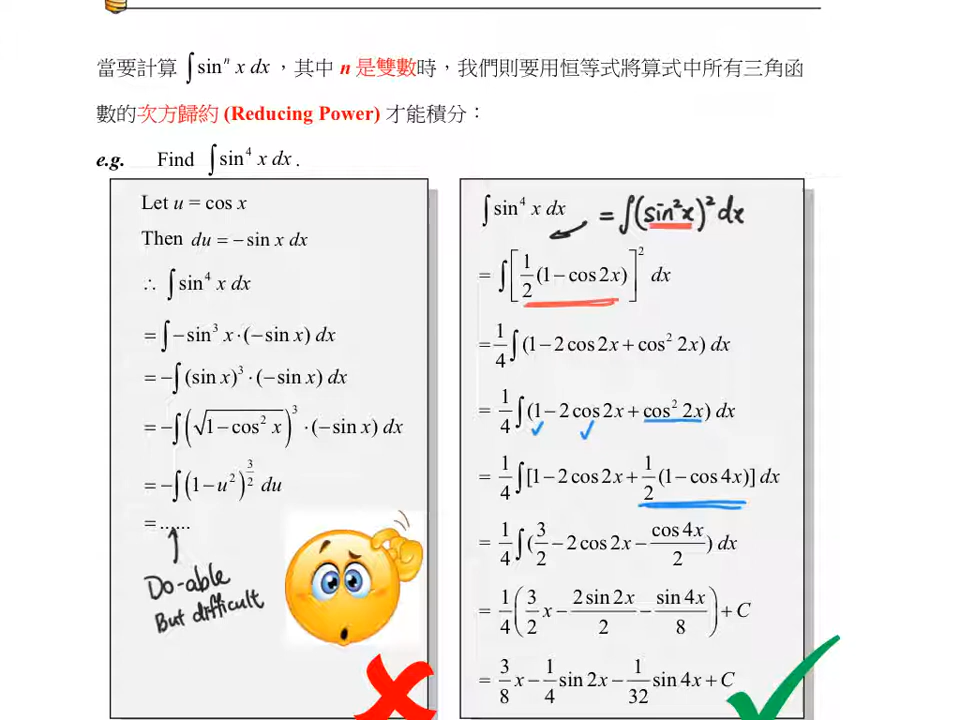 當要計算 ∫ sinⁿ x dx，其中 n 是雙數時，我們則要用恒等式將算式中所有三角函
數的次方歸約 (Reducing Power) 才能積分：
e.g. Find ∫ sin⁴ x dx .
Let u = cos x
Then du = −sin x dx
∴ ∫ sin⁴ x dx
= ∫ −sin³ x · (−sin x) dx
= −∫ (sin x)³ · (−sin x) dx
= −∫ (√(1−cos² x))³ · (−sin x) dx
= −∫ (1−u²)^(3/2) du
= ......
Do-able
But difficult
∫ sin⁴ x dx = ∫(sin²x)² dx
= ∫ [1/2 (1−cos 2x)]² dx
= 1/4 ∫ (1−2cos 2x+cos² 2x) dx
= 1/4 ∫ (1−2cos 2x+cos² 2x) dx
= 1/4 ∫ [1−2cos 2x+1/2 (1−cos 4x)] dx
= 1/4 ∫ (3/2 −2cos 2x− cos 4x/2) dx
= 1/4 (3/2 x − 2sin 2x/2 − sin 4x/8) + C
= 3/8 x − 1/4 sin 2x − 1/32 sin 4x + C